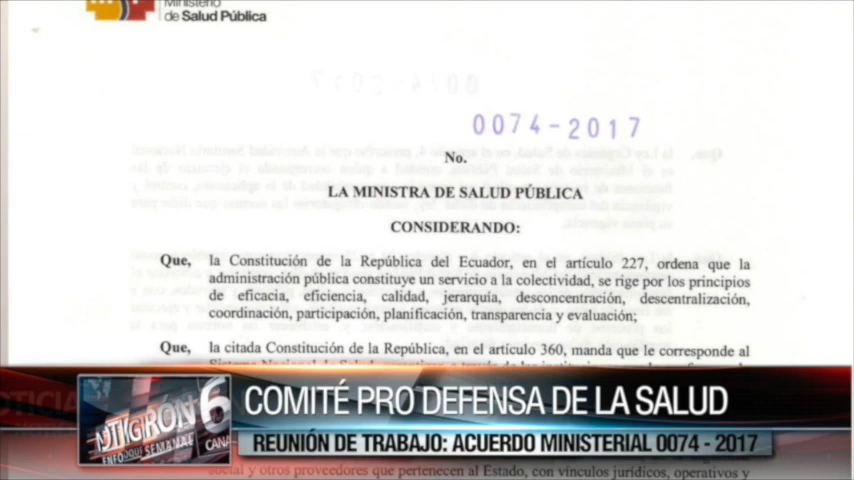 Ministerio
de Salud Pública
0074-2017
No.
LA MINISTRA DE SALUD PÚBLICA
CONSIDERANDO:
Que, la Constitución de la República del Ecuador, en el artículo 227, ordena que la
administración pública constituye un servicio a la colectividad, se rige por los principios
de eficacia, eficiencia, calidad, jerarquía, desconcentración, descentralización,
coordinación, participación, planificación, transparencia y evaluación;
Que, la citada Constitución de la República, en el artículo 360, manda que le corresponde al
COMITÉ PRO DEFENSA DE LA SALUD
NOTIGRÓN 6
SEMANAL CANA
REUNIÓN DE TRABAJO: ACUERDO MINISTERIAL 0074 - 2017
social y otros proveedores que pertenecen al Estado, con vínculos jurídicos, operativos y